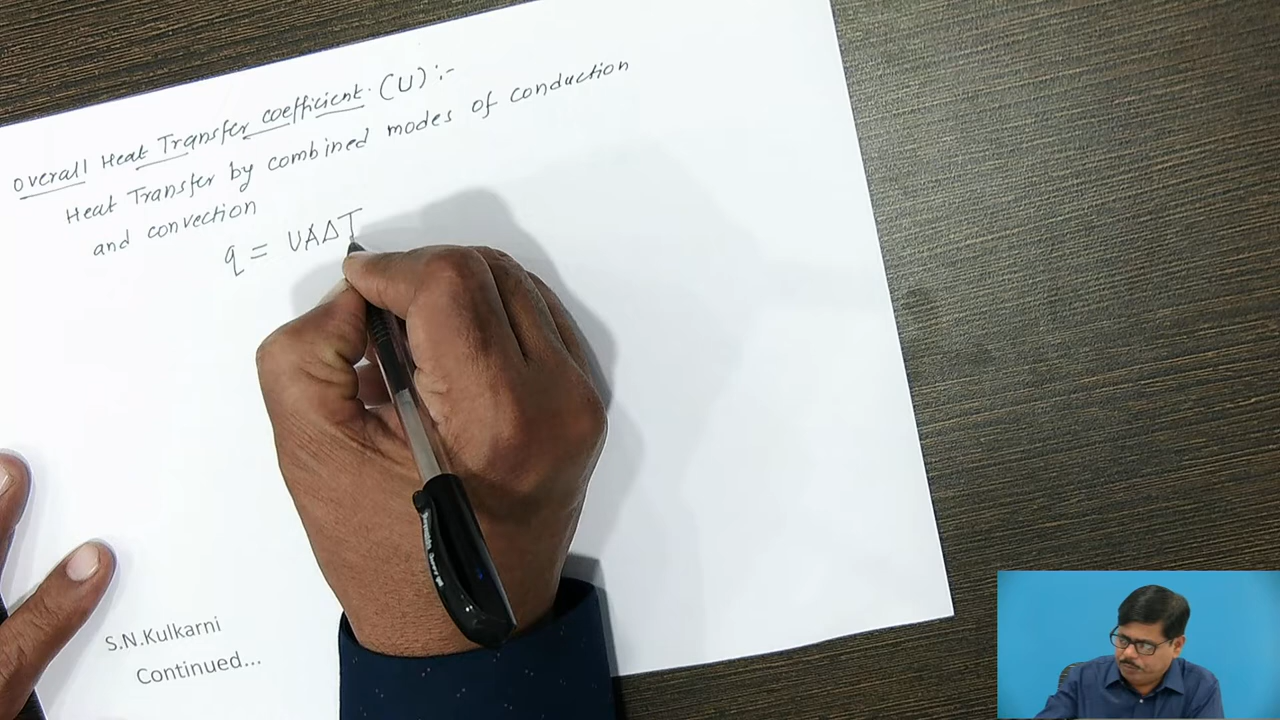 Overall Heat Transfer coefficient. (U) :-
Heat Transfer by combined modes of conduction
and convection
q = UAΔT
S.N.Kulkarni
Continued...